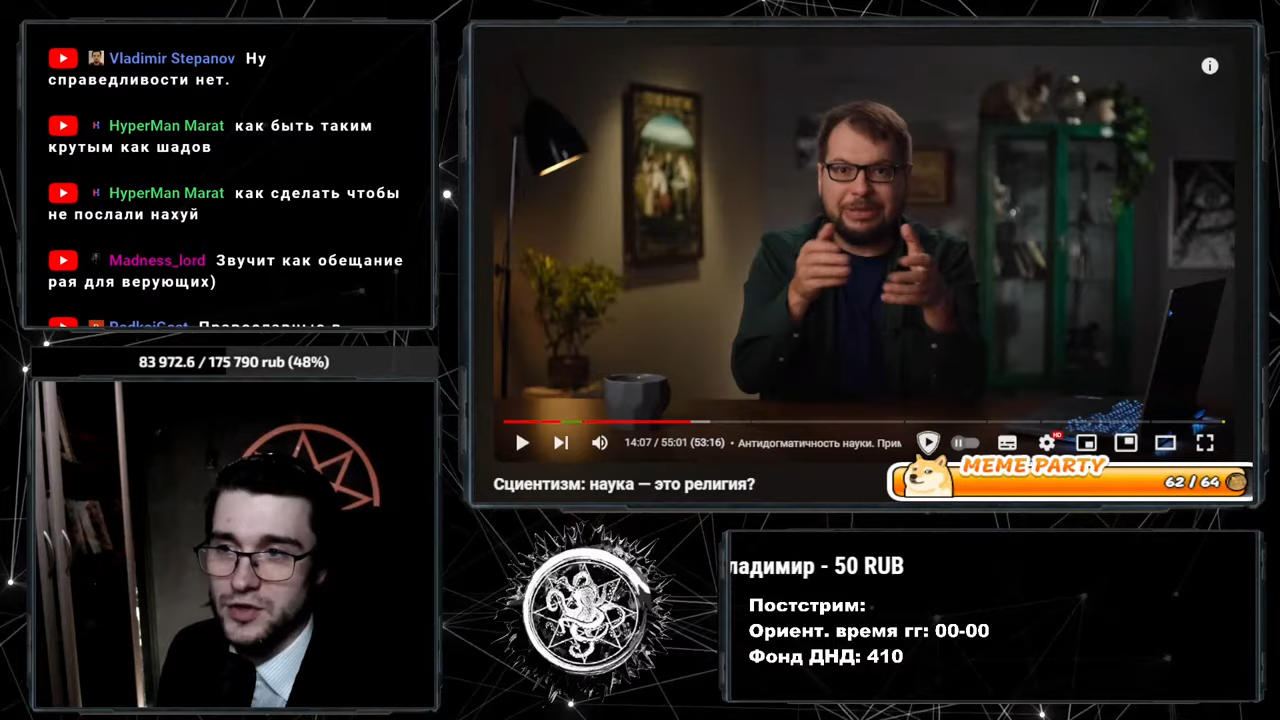 Vladimir Stepanov Ну
справедливости нет.
HyperMan Marat как быть таким
крутым как шадов
HyperMan Marat как сделать чтобы
не послали нахуй
Madness_lord Звучит как обещание
рая для верующих)
83 972.6 / 175 790 rub (48%)
14:07 / 55:01 (53:16) • Антидогматичность науки. Прим
HD
Сциентизм: наука — это религия?
MEME PARTY
62 / 64
ладимир - 50 RUB
Постстрим:
Ориент. время гг: 00-00
Фонд ДНД: 410